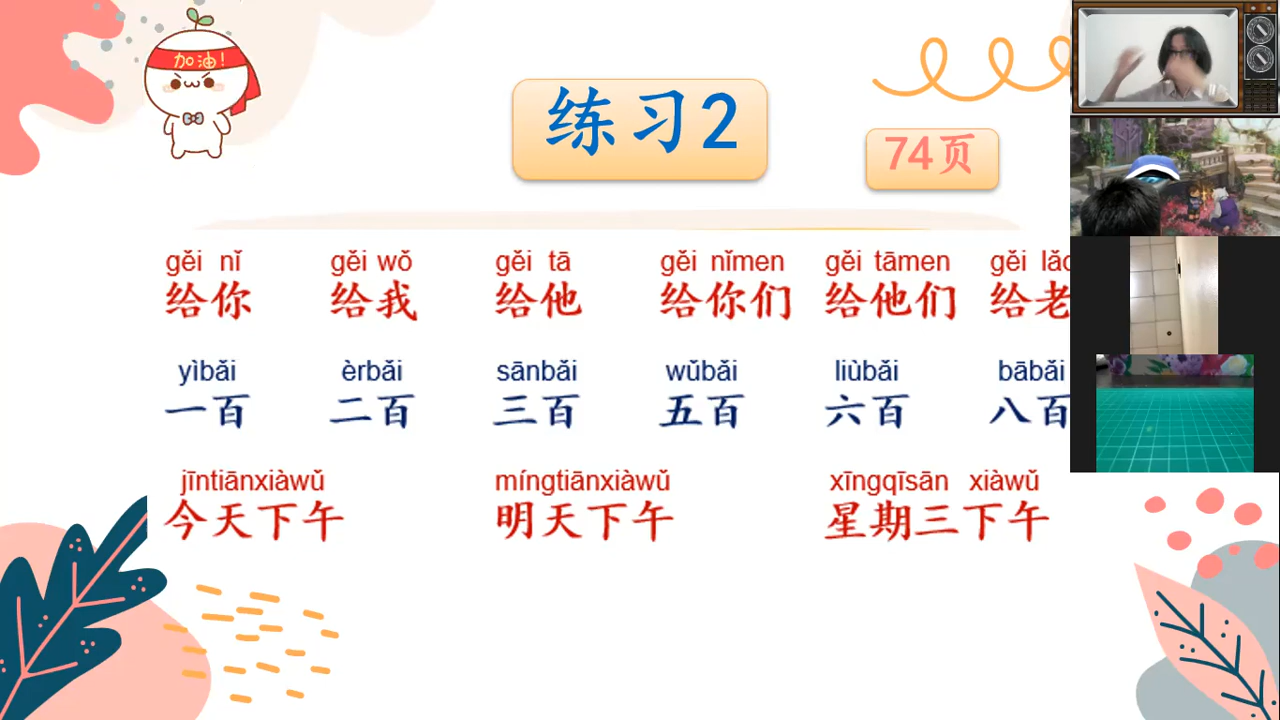 加油!
练习2
74页
gěi nǐ gěi wǒ gěi tā gěi nǐmen gěi tāmen gěi
给你 给我 给他 给你们 给他们 给老
yìbǎi èrbǎi sānbǎi wǔbǎi liùbǎi bābǎi
一百 二百 三百 五百 六百 八百
jīntiānxiàwǔ míngtiānxiàwǔ xīngqīsān xiàwǔ
今天下午 明天下午 星期三下午